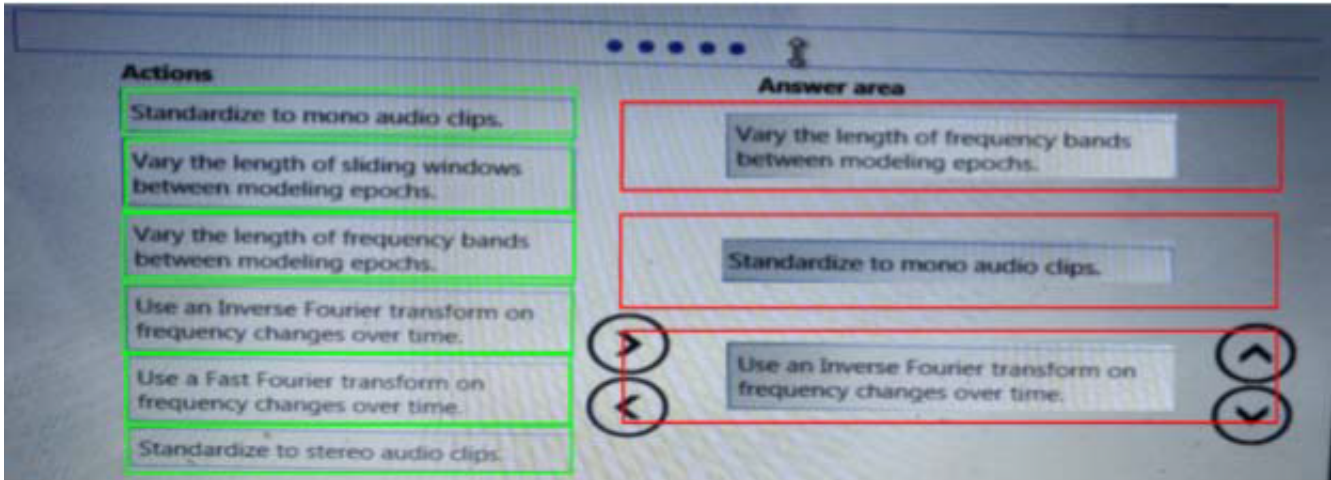 Actions
Standardize to mono audio clips.
Vary the length of sliding windows
between modeling epochs.
Vary the length of frequency bands
between modeling epochs.
Use an Inverse Fourier transform on
frequency changes over time.
Use a Fast Fourier transform on
frequency changes over time.
Standardize to stereo audio clips.
Answer area
Vary the length of frequency bands
between modeling epochs.
Standardize to mono audio clips.
Use an Inverse Fourier transform on
frequency changes over time.